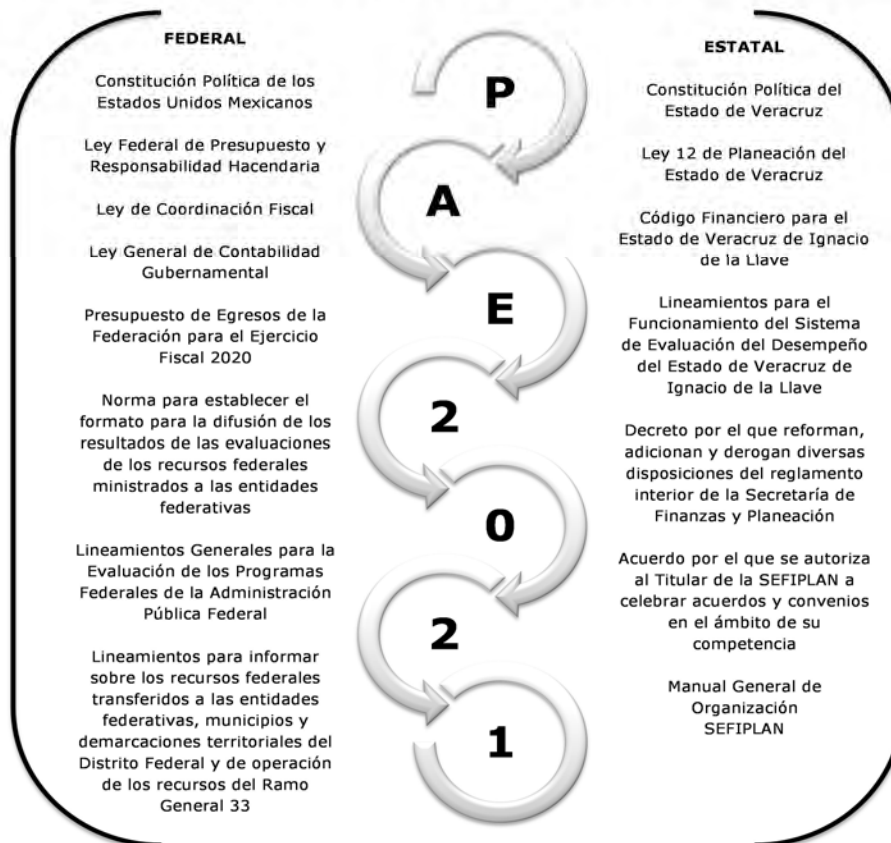 FEDERAL
Constitución Política de los
Estados Unidos Mexicanos
Ley Federal de Presupuesto y
Responsabilidad Hacendaria
Ley de Coordinación Fiscal
Ley General de Contabilidad
Gubernamental
Presupuesto de Egresos de la
Federación para el Ejercicio
Fiscal 2020
Norma para establecer el
formato para la difusión de los
resultados de las evaluaciones
de los recursos federales
ministrados a las entidades
federativas
Lineamientos Generales para la
Evaluación de los Programas
Federales de la Administración
Pública Federal
Lineamientos para informar
sobre los recursos federales
transferidos a las entidades
federativas, municipios y
demarcaciones territoriales del
Distrito Federal y de operación
de los recursos del Ramo
General 33
P
A
E
2
0
2
1
ESTATAL
Constitución Política del
Estado de Veracruz
Ley 12 de Planeación del
Estado de Veracruz
Código Financiero para el
Estado de Veracruz de Ignacio
de la Llave
Lineamientos para el
Funcionamiento del Sistema
de Evaluación del Desempeño
del Estado de Veracruz de
Ignacio de la Llave
Decreto por el que reforman,
adicionan y derogan diversas
disposiciones del reglamento
interior de la Secretaría de
Finanzas y Planeación
Acuerdo por el que se autoriza
al Titular de la SEFIPLAN a
celebrar acuerdos y convenios
en el ámbito de su
competencia
Manual General de
Organización
SEFIPLAN